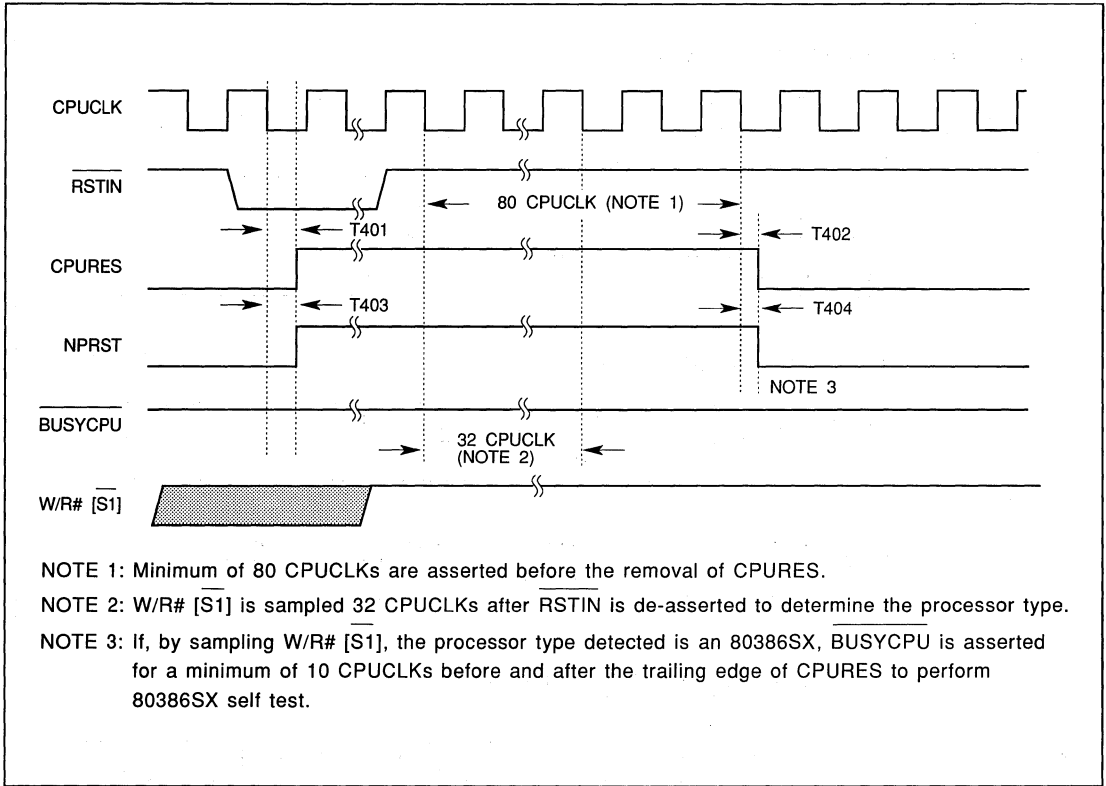 CPUCLK
RSTIN
80 CPUCLK (NOTE 1)
T401
T402
CPURES
T403
T404
NPRST
NOTE 3
BUSYCPU
32 CPUCLK
(NOTE 2)
W/R# [S1]
NOTE 1: Minimum of 80 CPUCLKs are asserted before the removal of CPURES.
NOTE 2: W/R# [S1] is sampled 32 CPUCLKs after RSTIN is de-asserted to determine the processor type.
NOTE 3: If, by sampling W/R# [S1], the processor type detected is an 80386SX, BUSYCPU is asserted
for a minimum of 10 CPUCLKs before and after the trailing edge of CPURES to perform
80386SX self test.